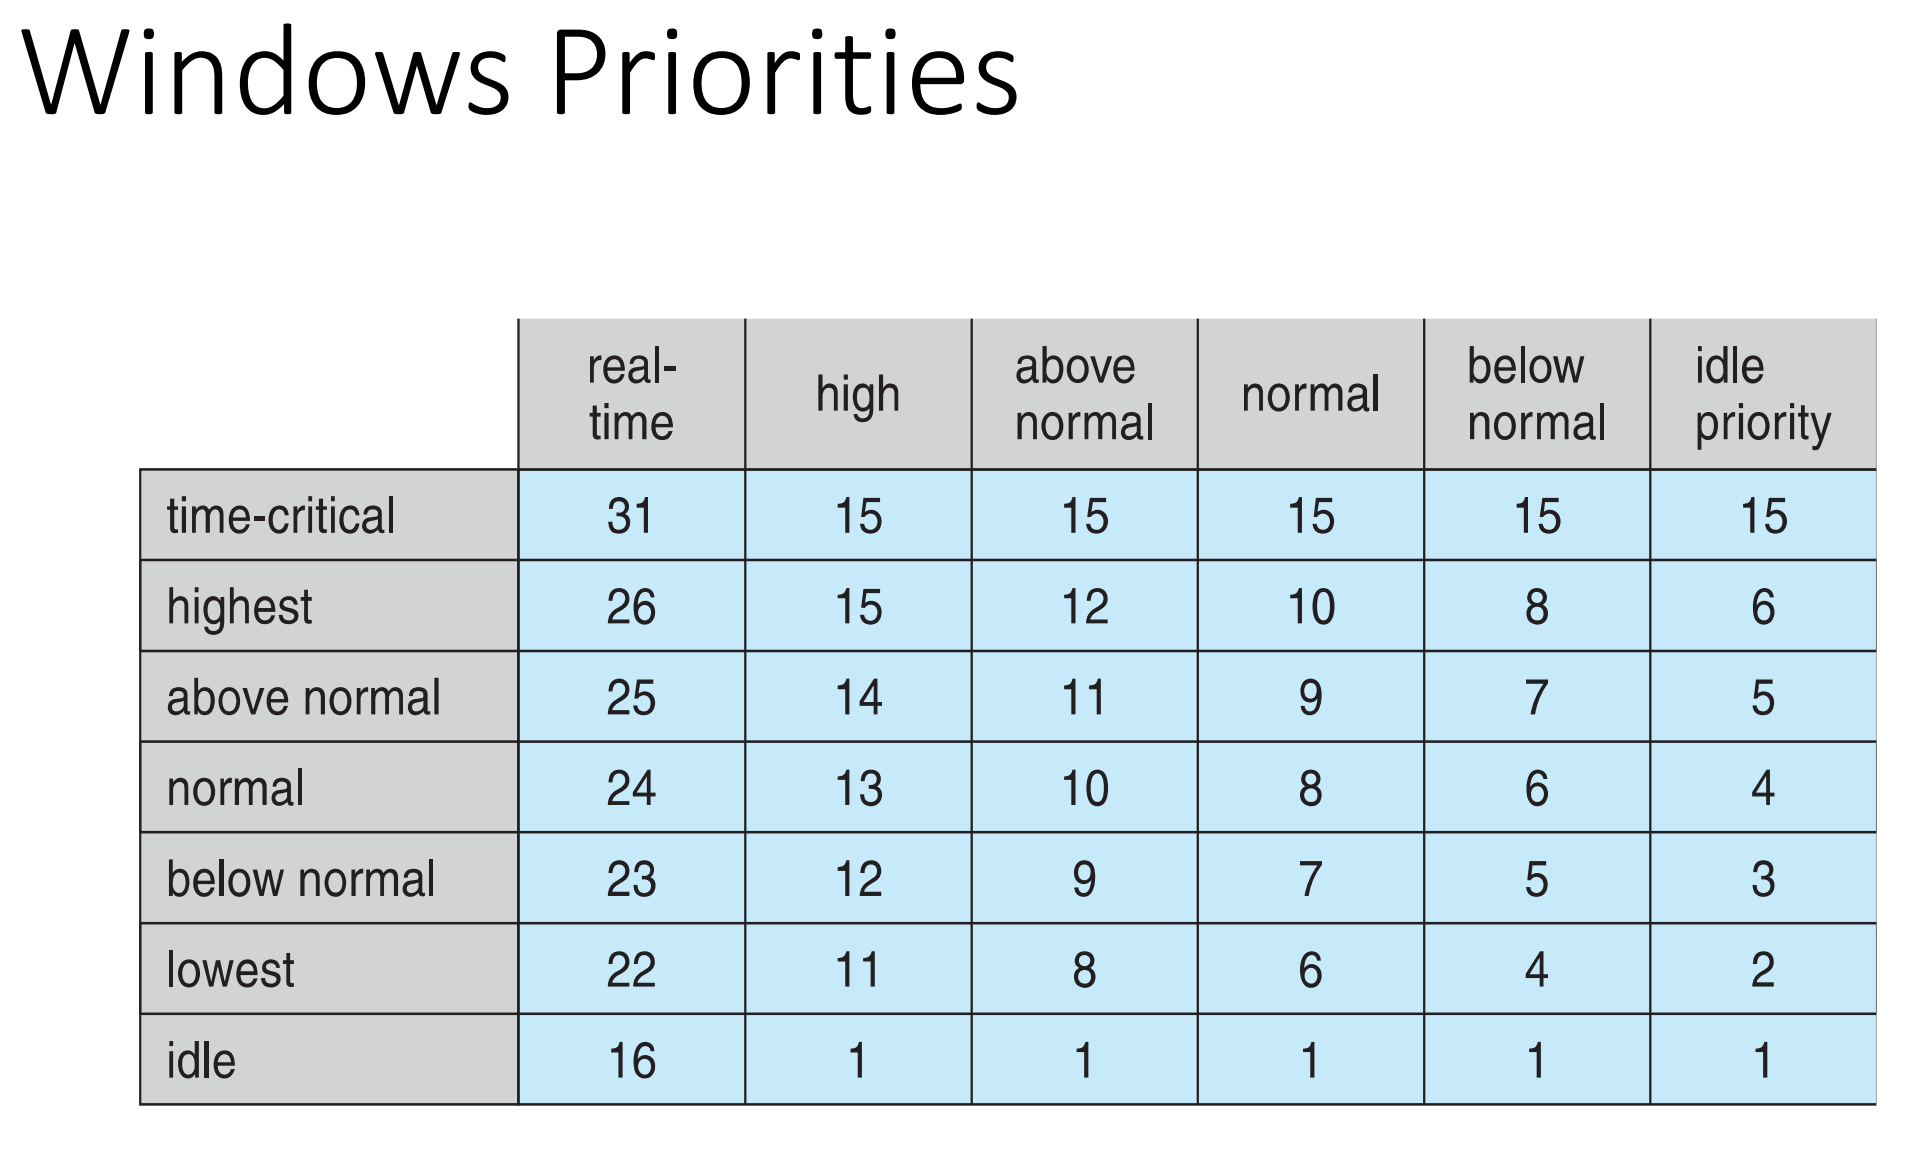 Windows Priorities
real-time high above normal normal below normal idle priority
time-critical 31 15 15 15 15 15
highest 26 15 12 10 8 6
above normal 25 14 11 9 7 5
normal 24 13 10 8 6 4
below normal 23 12 9 7 5 3
lowest 22 11 8 6 4 2
idle 16 1 1 1 1 1